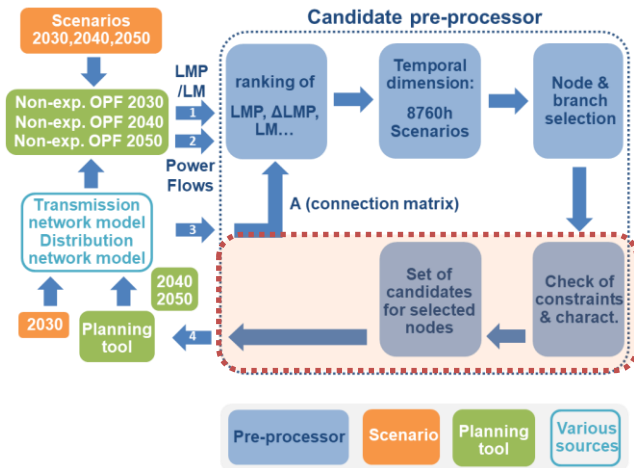 Candidate pre-processor
Scenarios
2030,2040,2050
LMP
/LM
Non-exp. OPF 2030
Non-exp. OPF 2040
Non-exp. OPF 2050
1
2
Power
Flows
ranking of
LMP, ΔLMP,
LM...
Temporal
dimension:
8760h
Scenarios
Node &
branch
selection
Transmission
network model
Distribution
network model
3
A (connection matrix)
2040
2050
2030
Planning
tool
4
Set of
candidates
for selected
nodes
Check of
constraints
& charact.
Pre-processor
Scenario
Planning
tool
Various
sources